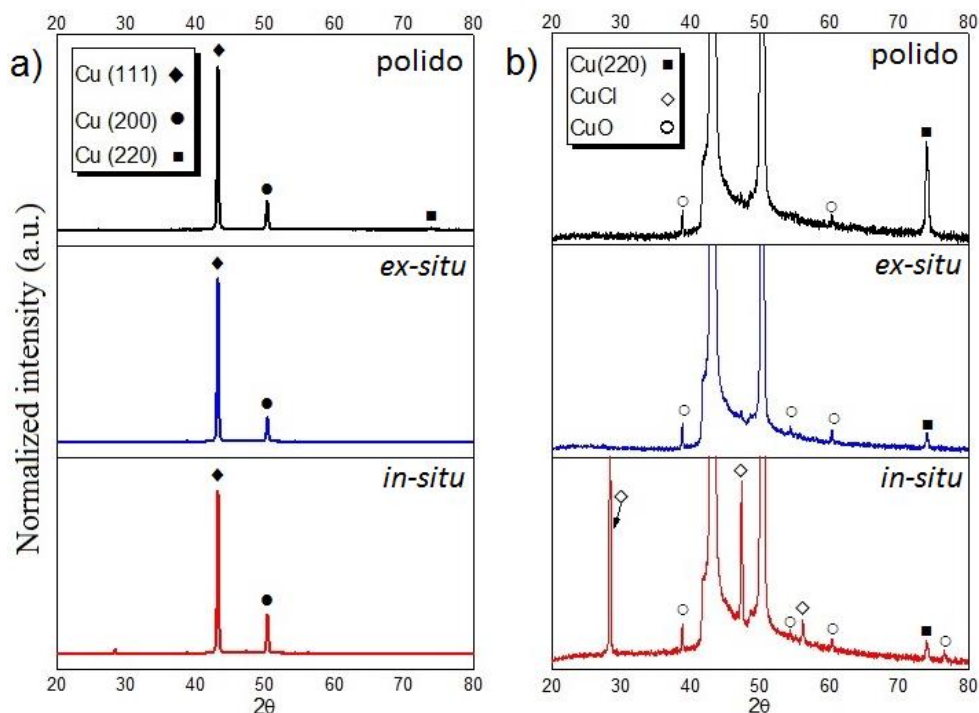 a)
Cu (111) ◆
Cu (200) ●
Cu (220) ■
polido
ex-situ
in-situ
Normalized intensity (a.u.)
20 30 40 50 60 70 80
20 30 40 50 60 70 80
2θ
b)
Cu(220) ■
CuCl ◇
CuO ○
polido
ex-situ
in-situ
20 30 40 50 60 70 80
20 30 40 50 60 70 80
2θ